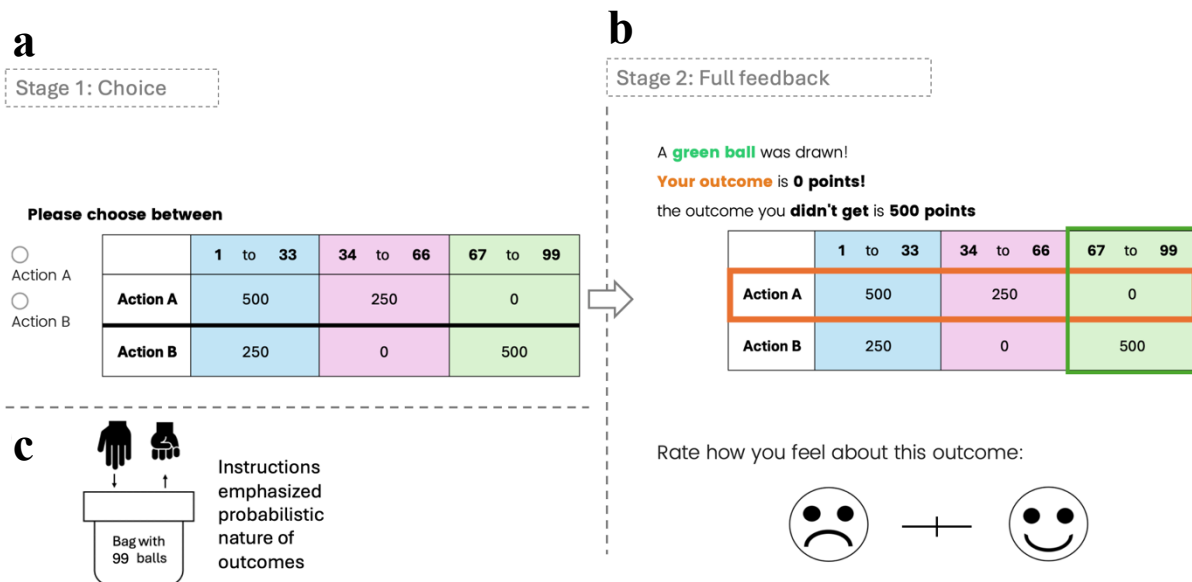 a
Stage 1: Choice
Please choose between
Action A
Action B
1 to 33 34 to 66 67 to 99
Action A 500 250 0
Action B 250 0 500
b
Stage 2: Full feedback
A green ball was drawn!
Your outcome is 0 points!
the outcome you didn't get is 500 points
1 to 33 34 to 66 67 to 99
Action A 500 250 0
Action B 250 0 500
Rate how you feel about this outcome:
c
Bag with
99 balls
Instructions
emphasized
probabilistic
nature of
outcomes